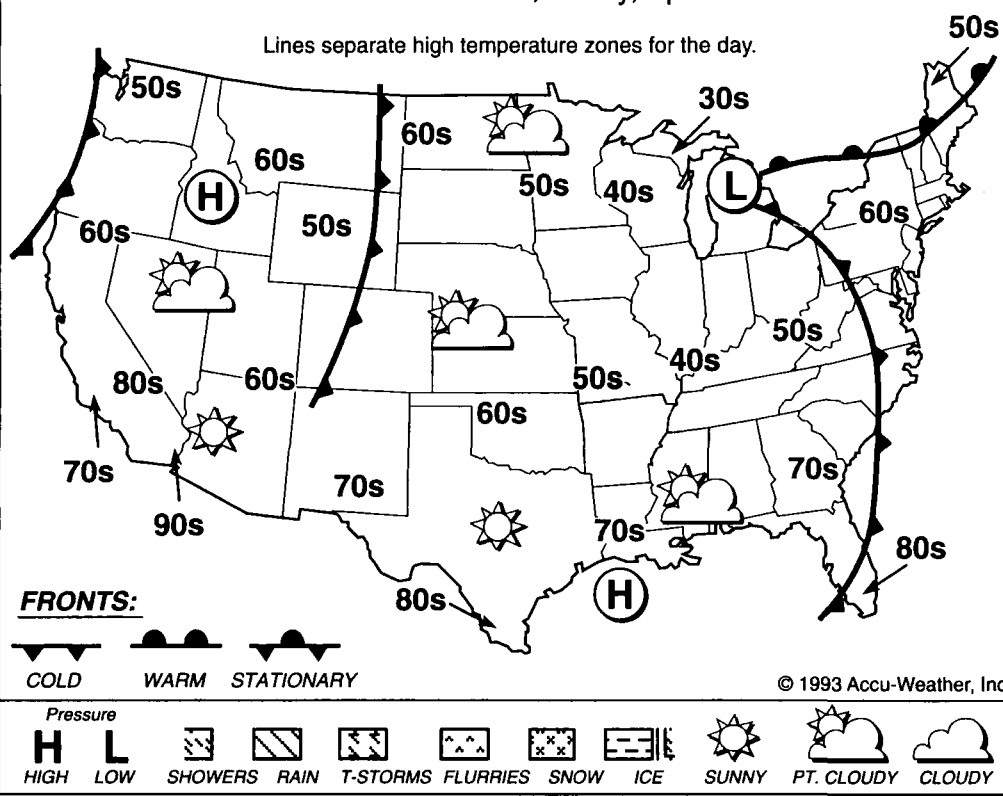 Lines separate high temperature zones for the day.
50s
50s
30s
60s
60s
50s
40s
H
L
60s
50s
60s
50s
80s
60s
50s
40s
60s
70s
90s
70s
70s
70s
80s
80s
H
FRONTS:
COLD WARM STATIONARY
© 1993 Accu-Weather, Inc
Pressure
H L
HIGH LOW SHOWERS RAIN T-STORMS FLURRIES SNOW ICE SUNNY PT. CLOUDY CLOUDY